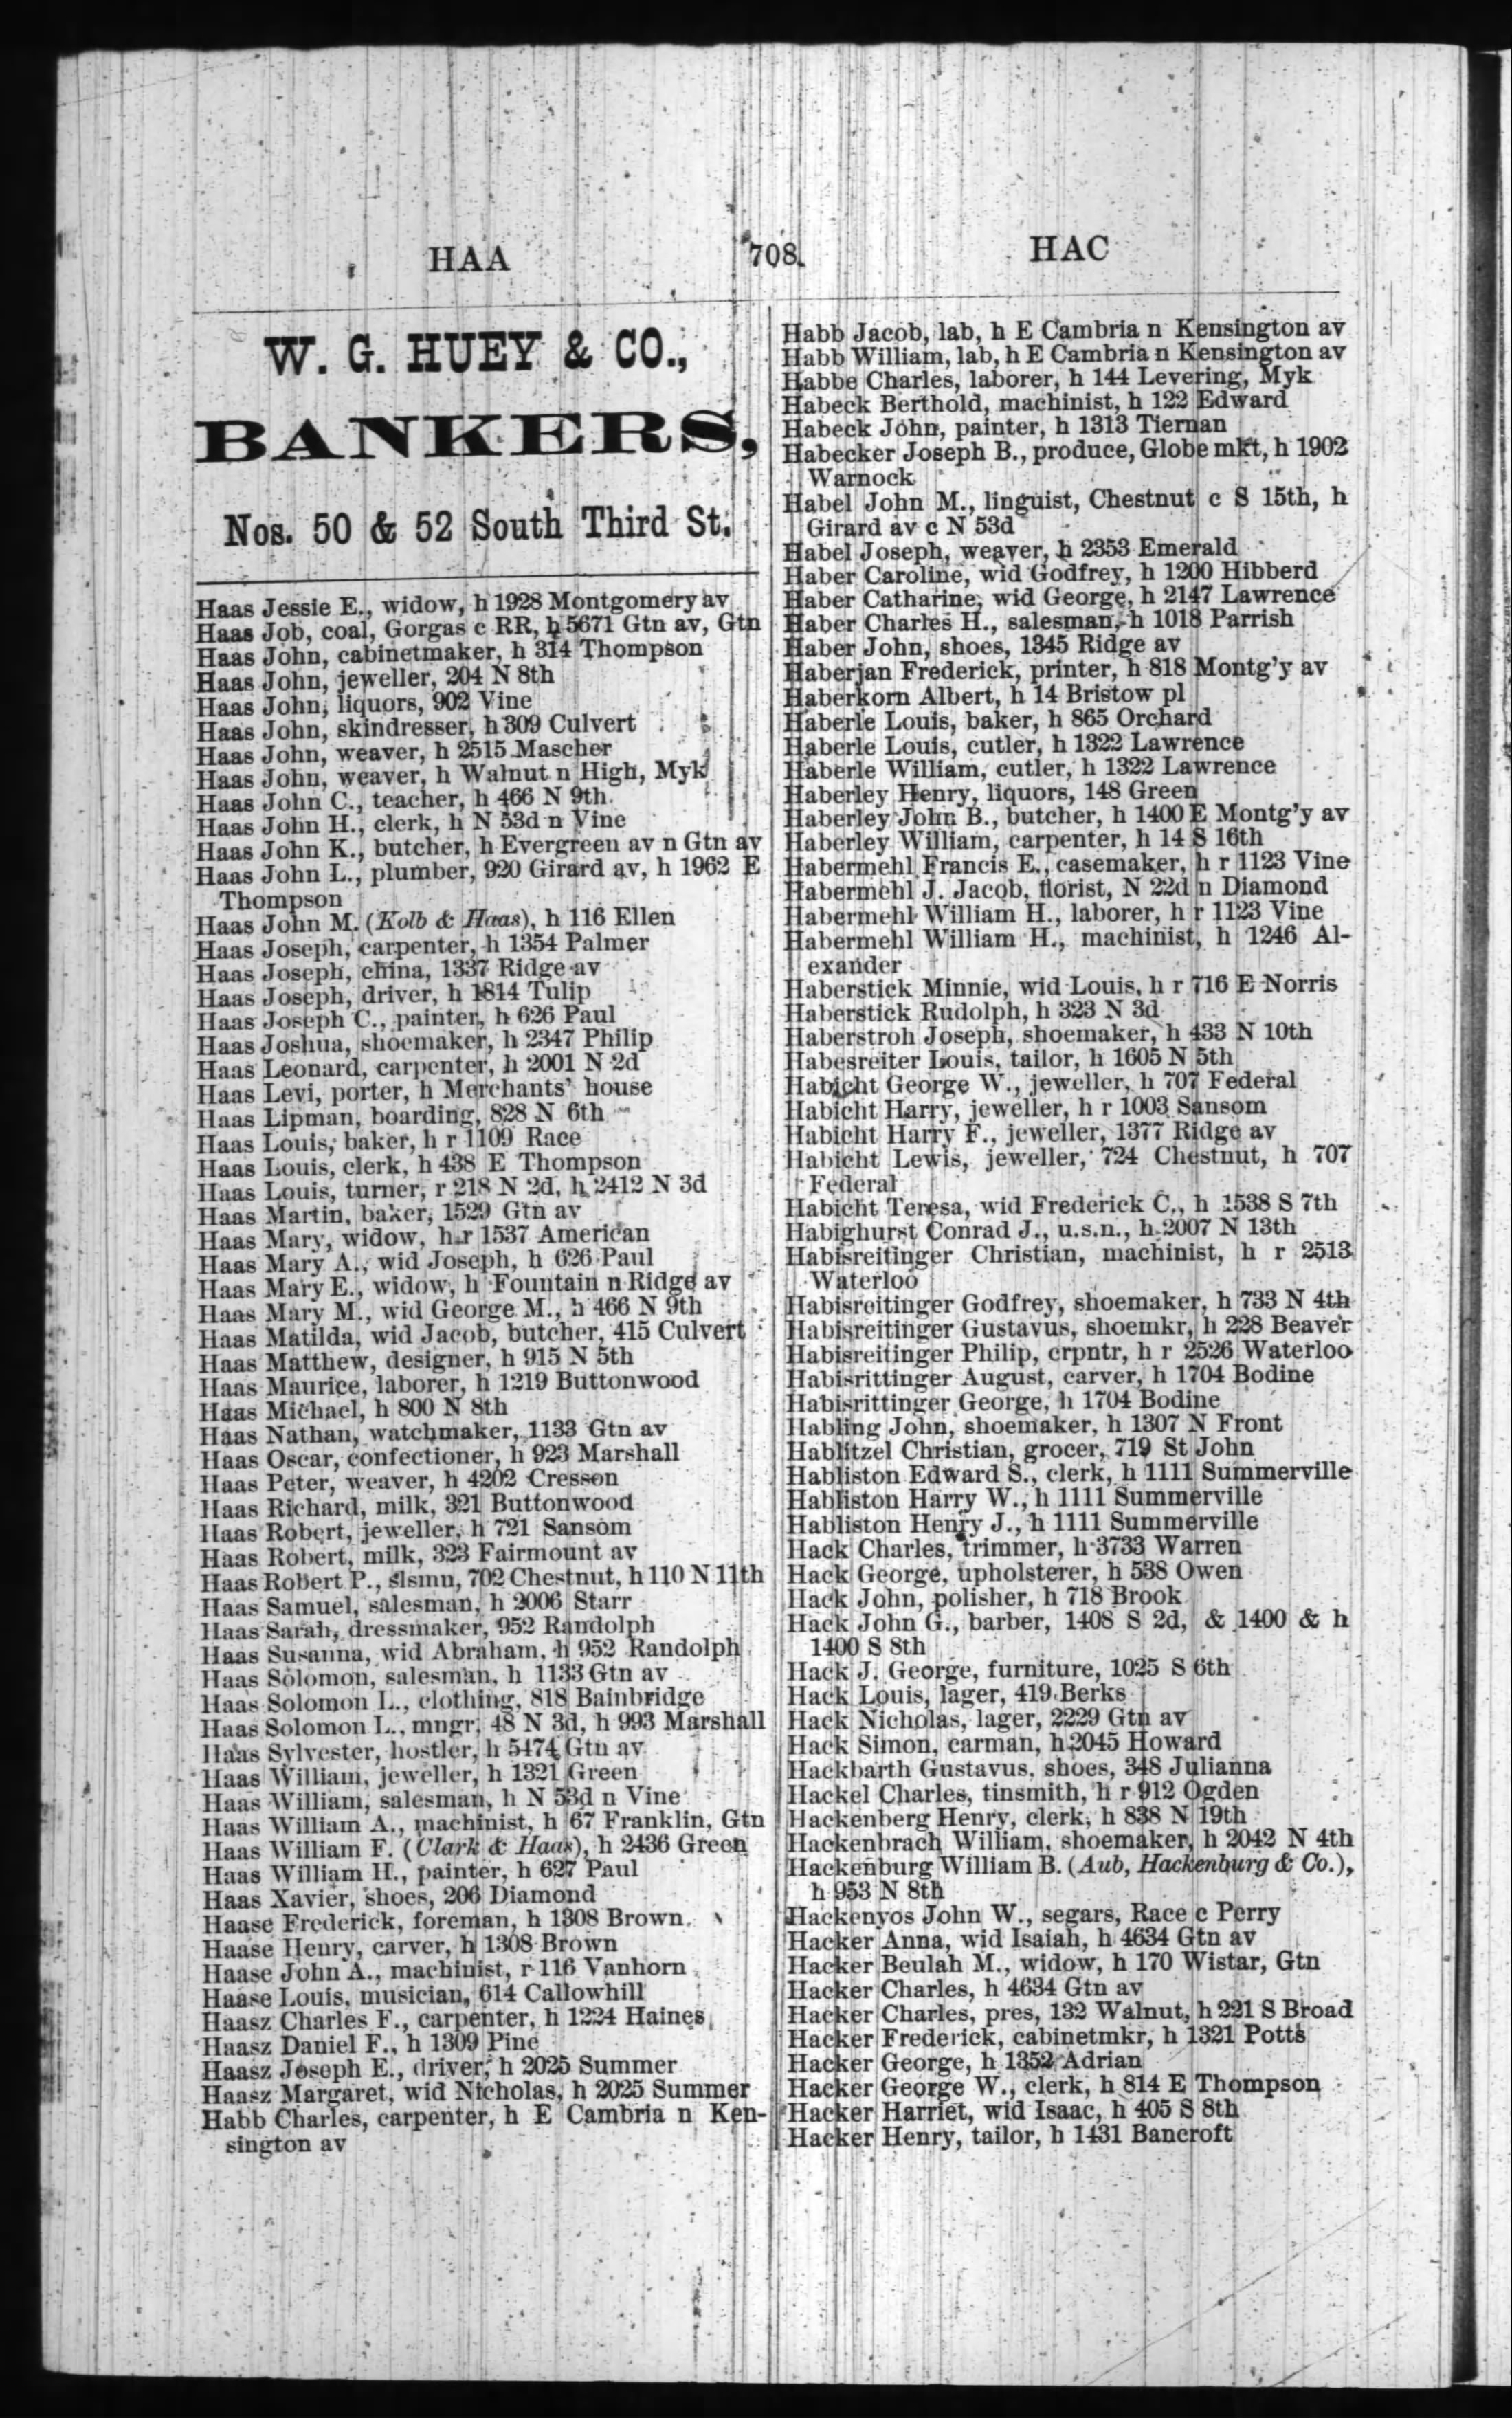 HAA
708
HAC
W. G. HUEY & CO.,
BANKERS,
Nos. 50 & 52 South Third St.
Haas Jessie E., widow, h 1928 Montgomery av
Haas Job, coal, Gorgas c RR, h 5671 Gtn av, Gtn
Haas John, cabinetmaker, h 314 Thompson
Haas John, jeweller, 204 N 8th
Haas John, liquors, 902 Vine
Haas John, skindresser, h 309 Culvert
Haas John, weaver, h 2515 Mascher
Haas John, weaver, h Walnut n High, Myk
Haas John C., teacher, h 466 N 9th
Haas John H., clerk, h N 53d n Vine
Haas John K., butcher, h Evergreen av n Gtn av
Haas John L., plumber, 920 Girard av, h 1962 E
Thompson
Haas John M. (Kolb & Haas), h 116 Ellen
Haas Joseph, carpenter, h 1354 Palmer
Haas Joseph, china, 1337 Ridge av
Haas Joseph, driver, h 1814 Tulip
Haas Joseph C., painter, h 626 Paul
Haas Joshua, shoemaker, h 2347 Philip
Haas Leonard, carpenter, h 2001 N 2d
Haas Levi, porter, h Merchants' house
Haas Lipman, boarding, 828 N 6th
Haas Louis, baker, h r 1109 Race
Haas Louis, clerk, h 438 E Thompson
Haas Louis, turner, r 218 N 2d, h 2412 N 3d
Haas Martin, baker, 1529 Gtn av
Haas Mary, widow, h r 1537 American
Haas Mary A., wid Joseph, h 626 Paul
Haas Mary E., widow, h Fountain n Ridge av
Haas Mary M., wid George M., h 466 N 9th
Haas Matilda, wid Jacob, butcher, 415 Culvert
Haas Matthew, designer, h 915 N 5th
Haas Maurice, laborer, h 1219 Buttonwood
Haas Michael, h 800 N 8th
Haas Nathan, watchmaker, 1133 Gtn av
Haas Oscar, confectioner, h 923 Marshall
Haas Peter, weaver, h 4202 Cresson
Haas Richard, milk, 321 Buttonwood
Haas Robert, jeweller, h 721 Sansom
Haas Robert, milk, 323 Fairmount av
Haas Robert P., slsmn, 702 Chestnut, h 110 N 11th
Haas Samuel, salesman, h 2006 Starr
Haas Sarah, dressmaker, 952 Randolph
Haas Susanna, wid Abraham, h 952 Randolph
Haas Solomon, salesman, h 1133 Gtn av
Haas Solomon L., clothing, 818 Bainbridge
Haas Solomon L., mngr, 48 N 3d, h 993 Marshall
Haas Sylvester, hostler, h 5474 Gtn av
Haas William, jeweller, h 1321 Green
Haas William, salesman, h N 53d n Vine
Haas William A., machinist, h 67 Franklin, Gtn
Haas William F. (Clark & Haas), h 2436 Green
Haas William H., painter, h 627 Paul
Haas Xavier, shoes, 206 Diamond
Haase Frederick, foreman, h 1308 Brown
Haase Henry, carver, h 1308 Brown
Haase John A., machinist, r 116 Vanhorn
Haase Louis, musician, 614 Callowhill
Haasz Charles F., carpenter, h 1224 Haines
Haasz Daniel F., h 1309 Pine
Haasz Joseph E., driver, h 2025 Summer
Haasz Margaret, wid Nicholas, h 2025 Summer
Habb Charles, carpenter, h E Cambria n Ken-
sington av
Habb Jacob, lab, h E Cambria n Kensington av
Habb William, lab, h E Cambria n Kensington av
Habbe Charles, laborer, h 144 Levering, Myk
Habeck Berthold, machinist, h 122 Edward
Habeck John, painter, h 1313 Tiernan
Habecker Joseph B., produce, Globe mkt, h 1902
Warnock
Habel John M., linguist, Chestnut c S 15th, h
Girard av c N 53d
Habel Joseph, weaver, h 2353 Emerald
Haber Caroline, wid Godfrey, h 1200 Hibberd
Haber Catharine, wid George, h 2147 Lawrence
Haber Charles H., salesman, h 1018 Parrish
Haber John, shoes, 1345 Ridge av
Haberjan Frederick, printer, h 818 Montg'y av
Haberkorn Albert, h 14 Bristow pl
Haberle Louis, baker, h 865 Orchard
Haberle Louis, cutler, h 1322 Lawrence
Haberle William, cutler, h 1322 Lawrence
Haberley Henry, liquors, 148 Green
Haberley John B., butcher, h 1400 E Montg'y av
Haberley William, carpenter, h 14 S 16th
Habermehl Francis E., casemaker, h r 1123 Vine
Habermehl J. Jacob, florist, N 22d n Diamond
Habermehl William H., laborer, h r 1123 Vine
Habermehl William H., machinist, h 1246 Al-
exander
Haberstick Minnie, wid Louis, h r 716 E Norris
Haberstick Rudolph, h 323 N 3d
Haberstroh Joseph, shoemaker, h 433 N 10th
Habesreiter Louis, tailor, h 1605 N 5th
Habicht George W., jeweller, h 707 Federal
Habicht Harry, jeweller, h r 1003 Sansom
Habicht Harry F., jeweller, 1377 Ridge av
Habicht Lewis, jeweller, 724 Chestnut, h 707
Federal
Habicht Teresa, wid Frederick C., h 1538 S 7th
Habighurst Conrad J., u.s.n., h 2007 N 13th
Habisreitinger Christian, machinist, h r 2513
Waterloo
Habisreitinger Godfrey, shoemaker, h 733 N 4th
Habisreitinger Gustavus, shoemkr, h 228 Beaver
Habisreitinger Philip, crpntr, h r 2526 Waterloo
Habisrittinger August, carver, h 1704 Bodine
Habisrittinger George, h 1704 Bodine
Habling John, shoemaker, h 1307 N Front
Hablitzel Christian, grocer, 719 St John
Habliston Edward S., clerk, h 1111 Summerville
Habliston Harry W., h 1111 Summerville
Habliston Henry J., h 1111 Summerville
Hack Charles, trimmer, h 3733 Warren
Hack George, upholsterer, h 538 Owen
Hack John, polisher, h 718 Brook
Hack John G., barber, 1408 S 2d, & 1400 & h
1400 S 8th
Hack J. George, furniture, 1025 S 6th
Hack Louis, lager, 419 Berks
Hack Nicholas, lager, 2229 Gtn av
Hack Simon, carman, h 2045 Howard
Hackbarth Gustavus, shoes, 348 Julianna
Hackel Charles, tinsmith, h r 912 Ogden
Hackenberg Henry, clerk, h 838 N 19th
Hackenbrach William, shoemaker, h 2042 N 4th
Hackenburg William B. (Aub, Hackenburg & Co.),
h 953 N 8th
Hackenyos John W., segars, Race c Perry
Hacker Anna, wid Isaiah, h 4634 Gtn av
Hacker Beulah M., widow, h 170 Wistar, Gtn
Hacker Charles, h 4634 Gtn av
Hacker Charles, pres, 132 Walnut, h 221 S Broad
Hacker Frederick, cabinetmkr, h 1321 Potts
Hacker George, h 1352 Adrian
Hacker George W., clerk, h 814 E Thompson
Hacker Harriet, wid Isaac, h 405 S 8th
Hacker Henry, tailor, h 1431 Bancroft